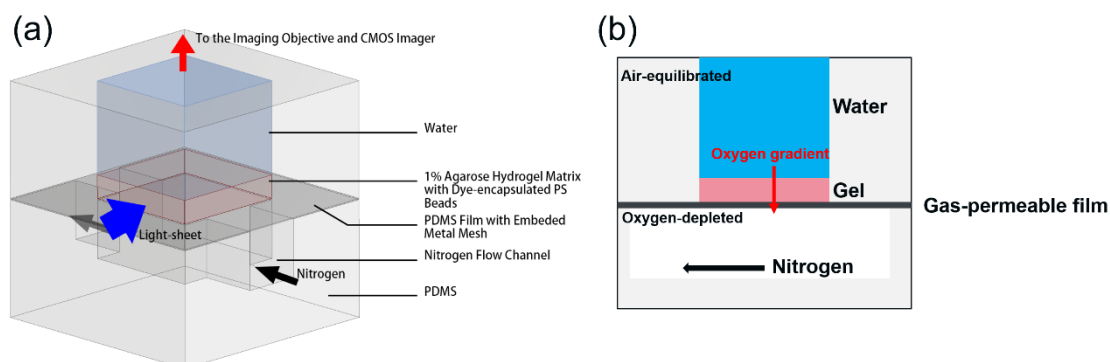 (a)
To the Imaging Objective and CMOS Imager
Water
1% Agarose Hydrogel Matrix
with Dye-encapsulated PS
Beads
PDMS Film with Embeded
Metal Mesh
Light-sheet
Nitrogen Flow Channel
Nitrogen
PDMS
(b)
Air-equilibrated
Water
Oxygen gradient
Gel
Oxygen-depleted
Gas-permeable film
Nitrogen